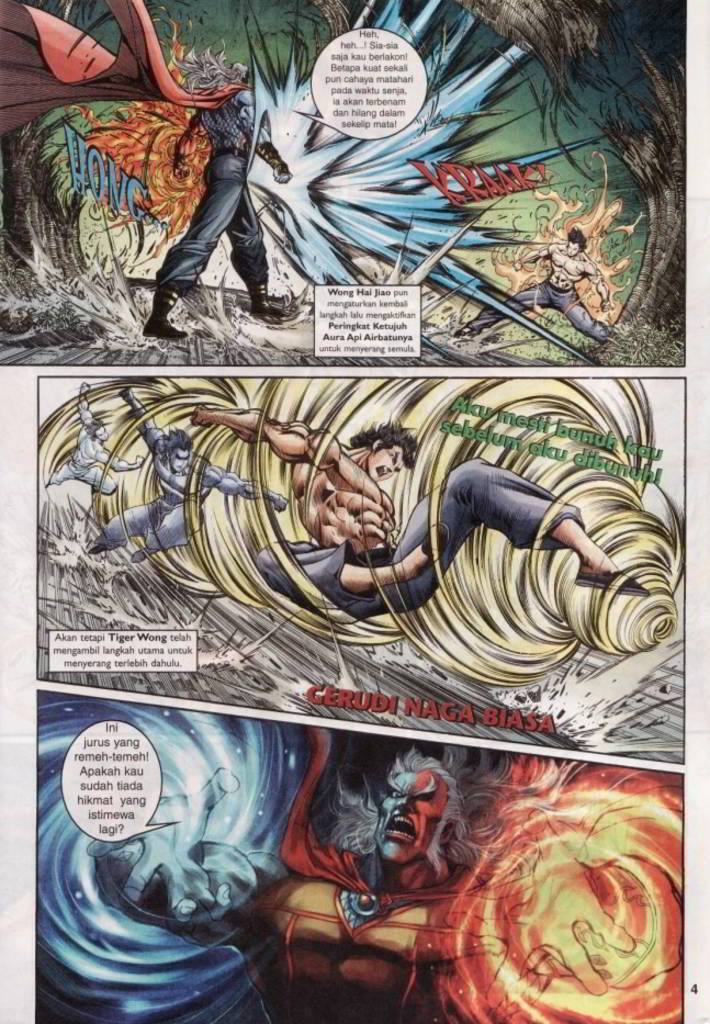 Heh,
heh...! Sia-sia
saja kau berlakon!
Betapa kuat sekali
pun cahaya matahari
pada waktu senja,
ia akan terbenam
dan hilang dalam
sekelip mata!
HONG
KRAAK!
Wong Hai Jiao pun
mengaturkan kembali
langkah lalu mengaktifkan
Peringkat Ketujuh
Aura Api Airbatunya
untuk menyerang semula.
Aku mesti bunuh kau
sebelum aku dibunuh!
Akan tetapi Tiger Wong telah
mengambil langkah utama untuk
menyerang terlebih dahulu.
GERUDI NAGA BIASA
Ini
jurus yang
remeh-temeh!
Apakah kau
sudah tiada
hikmat yang
istimewa
lagi?
4